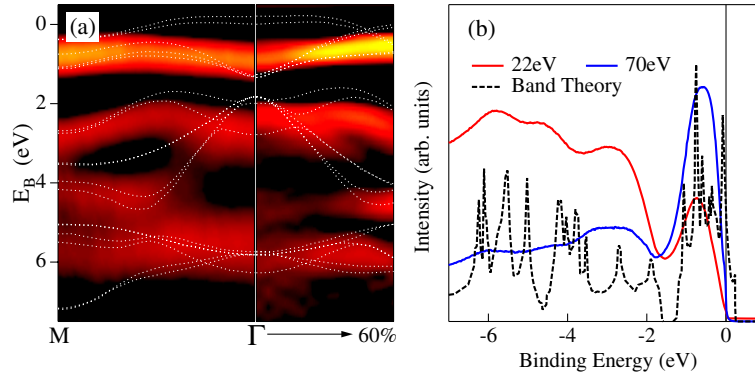 (a)
0
2
4
6
E_B (eV)
M
Γ
60%
(b)
22eV
70eV
Band Theory
Intensity (arb. units)
-6
-4
-2
0
Binding Energy (eV)